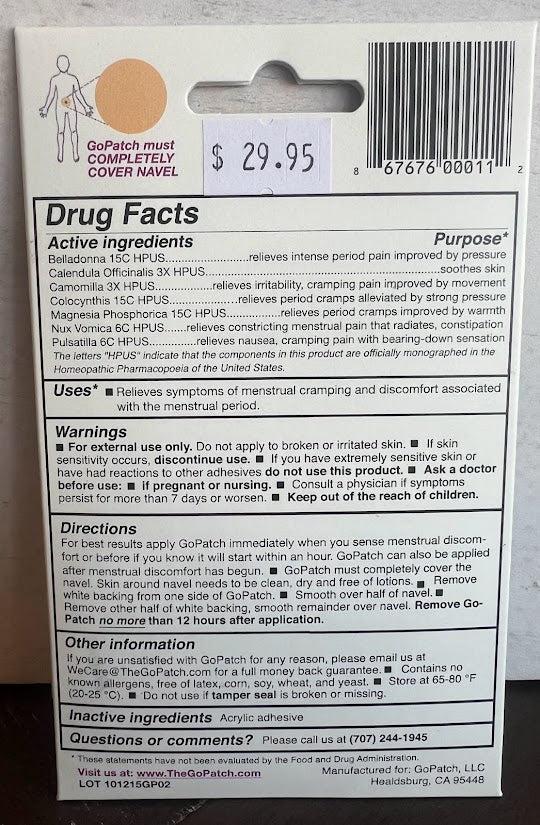 GoPatch must
COMPLETELY
COVER NAVEL
$ 29.95
8 67676 00011 2
Drug Facts
Active ingredients Purpose*
Belladonna 15C HPUS.........................relieves intense period pain improved by pressure
Calendula Officinalis 3X HPUS......................................................................soothes skin
Camomilla 3X HPUS................relieves irritability, cramping pain improved by movement
Colocynthis 15C HPUS....................relieves period cramps alleviated by strong pressure
Magnesia Phosphorica 15C HPUS................relieves period cramps improved by warmth
Nux Vomica 6C HPUS.......relieves constricting menstrual pain that radiates, constipation
Pulsatilla 6C HPUS..............relieves nausea, cramping pain with bearing-down sensation
The letters "HPUS" indicate that the components in this product are officially monographed in the
Homeopathic Pharmacopoeia of the United States.
Uses* ■ Relieves symptoms of menstrual cramping and discomfort associated
with the menstrual period.
Warnings
■ For external use only. Do not apply to broken or irritated skin. ■ If skin
sensitivity occurs, discontinue use. ■ If you have extremely sensitive skin or
have had reactions to other adhesives do not use this product. ■ Ask a doctor
before use: ■ if pregnant or nursing. ■ Consult a physician if symptoms
persist for more than 7 days or worsen. ■ Keep out of the reach of children.
Directions
For best results apply GoPatch immediately when you sense menstrual discom-
fort or before if you know it will start within an hour. GoPatch can also be applied
after menstrual discomfort has begun. ■ GoPatch must completely cover the
navel. Skin around navel needs to be clean, dry and free of lotions. ■ Remove
white backing from one side of GoPatch. ■ Smooth over half of navel. ■
Remove other half of white backing, smooth remainder over navel. Remove Go-
Patch no more than 12 hours after application.
Other information
If you are unsatisfied with GoPatch for any reason, please email us at
WeCare@TheGoPatch.com for a full money back guarantee. ■ Contains no
known allergens, free of latex, corn, soy, wheat, and yeast. ■ Store at 65-80 °F
(20-25 °C). ■ Do not use if tamper seal is broken or missing.
Inactive ingredients Acrylic adhesive
Questions or comments? Please call us at (707) 244-1945
* These statements have not been evaluated by the Food and Drug Administration.
Visit us at: www.TheGoPatch.com Manufactured for: GoPatch, LLC
LOT 101215GP02 Healdsburg, CA 95448